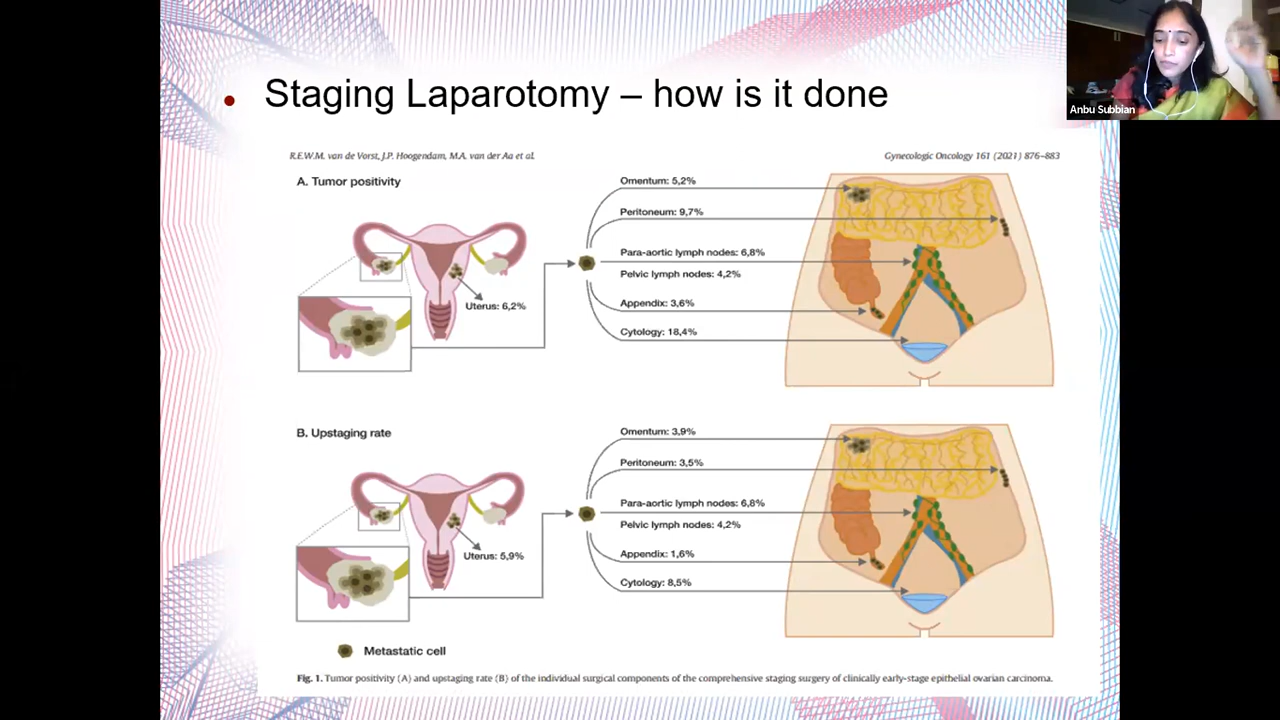 Anbu Subbian
• Staging Laparotomy – how is it done
R.E.W.M. van de Vorst, J.P. Hoogendam, M.A. van der Aa et al.
Gynecologic Oncology 161 (2021) 876–883
A. Tumor positivity
Omentum: 5,2%
Peritoneum: 9,7%
Para-aortic lymph nodes: 6,8%
Pelvic lymph nodes: 4,2%
Uterus: 6,2%
Appendix: 3,6%
Cytology: 18,4%
B. Upstaging rate
Omentum: 3,9%
Peritoneum: 3,5%
Para-aortic lymph nodes: 6,8%
Pelvic lymph nodes: 4,2%
Uterus: 5,9%
Appendix: 1,6%
Cytology: 8,5%
Metastatic cell
Fig. 1. Tumor positivity (A) and upstaging rate (B) of the individual surgical components of the comprehensive staging surgery of clinically early-stage epithelial ovarian carcinoma.